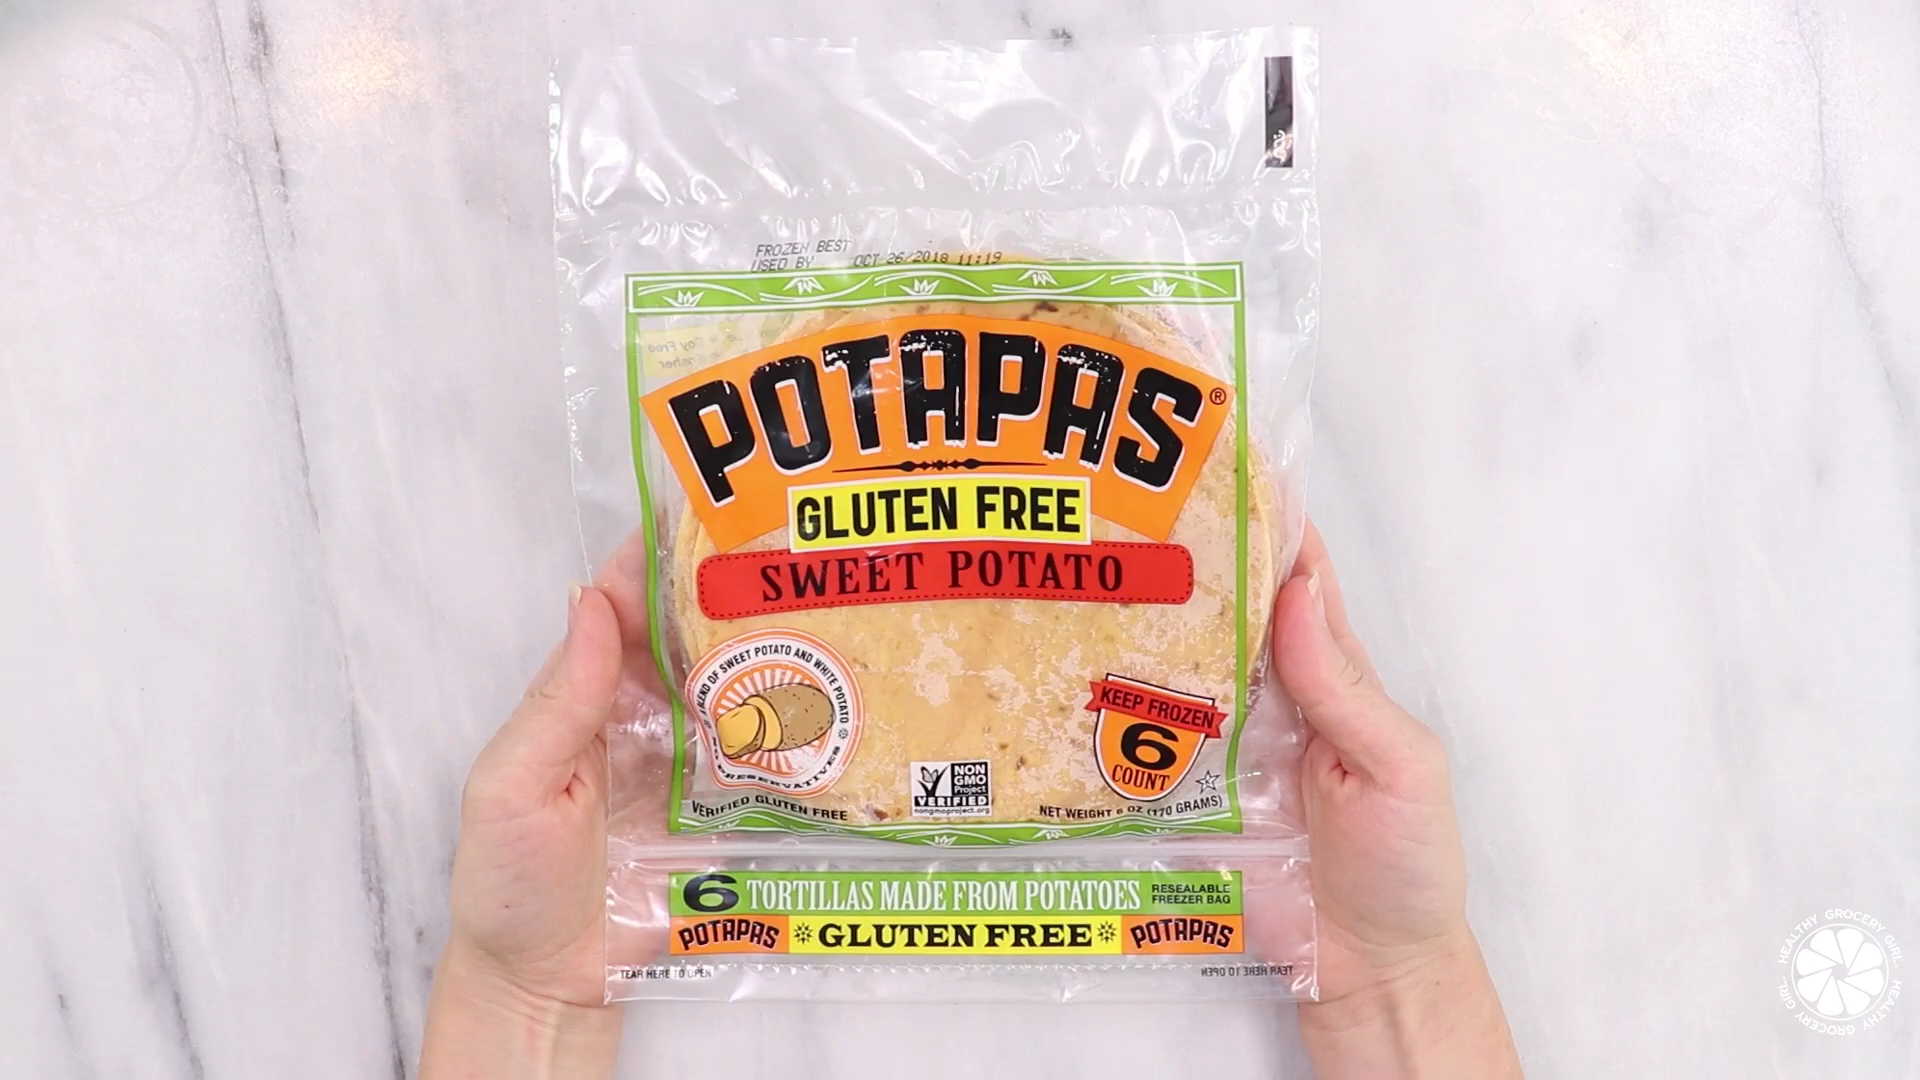 FROZEN BEST
USED BY OCT 26/2018 11:19
POTAPAS®
GLUTEN FREE
SWEET POTATO
BLEND OF SWEET POTATO AND WHITE POTATO
NO PRESERVATIVES
KEEP FROZEN
6
COUNT
NON
GMO
Project
VERIFIED
nongmoproject.org
VERIFIED GLUTEN FREE
NET WEIGHT 6 OZ (170 GRAMS)
6 TORTILLAS MADE FROM POTATOES
RESEALABLE
FREEZER BAG
POTAPAS GLUTEN FREE POTAPAS
TEAR HERE TO OPEN
TEAR HERE TO OPEN
HEALTHY GROCERY GIRL
HEALTHY GROCERY GIRL